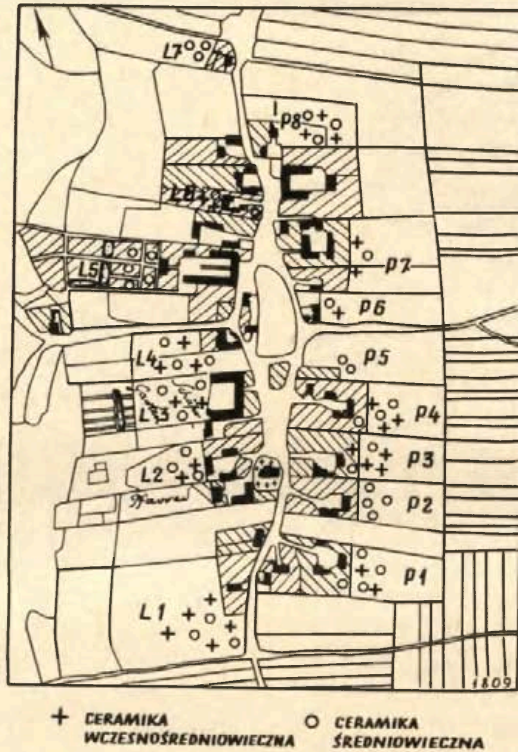 L7
P8
L6
P7
L5
P6
L4
P5
L3
P4
P3
L2
P2
Pfarre
P1
L1
1809
+ CERAMIKA
WCZESNOŚREDNIOWIECZNA
O CERAMIKA
ŚREDNIOWIECZNA